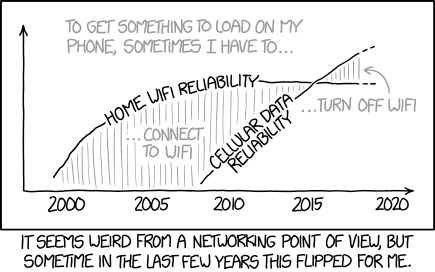 TO GET SOMETHING TO LOAD ON MY
PHONE, SOMETIMES I HAVE TO...
HOME WIFI RELIABILITY
...CONNECT
TO WIFI
CELLULAR DATA
RELIABILITY
...TURN OFF WIFI
2000 2005 2010 2015 2020
IT SEEMS WEIRD FROM A NETWORKING POINT OF VIEW, BUT
SOMETIME IN THE LAST FEW YEARS THIS FLIPPED FOR ME.